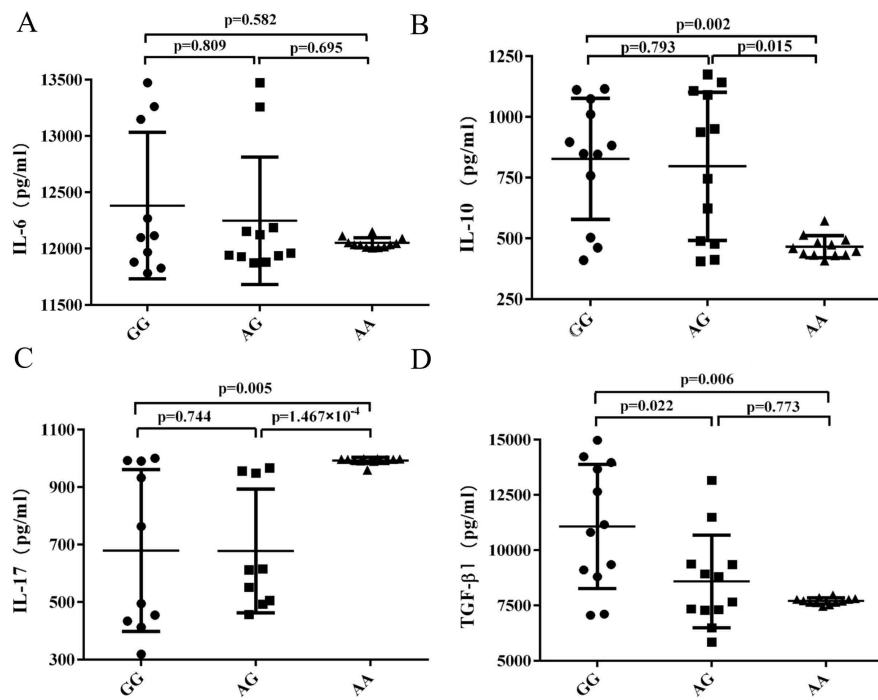 A
p=0.582
p=0.809
p=0.695
IL-6 (pg/ml)
13500
13000
12500
12000
11500
GG
AG
AA
B
p=0.002
p=0.793
p=0.015
IL-10 (pg/ml)
1250
1000
750
500
250
GG
AG
AA
C
p=0.005
p=0.744
p=1.467×10⁻⁴
IL-17 (pg/ml)
1100
900
700
500
300
GG
AG
AA
D
p=0.006
p=0.022
p=0.773
TGF-β1 (pg/ml)
15000
12500
10000
7500
5000
GG
AG
AA